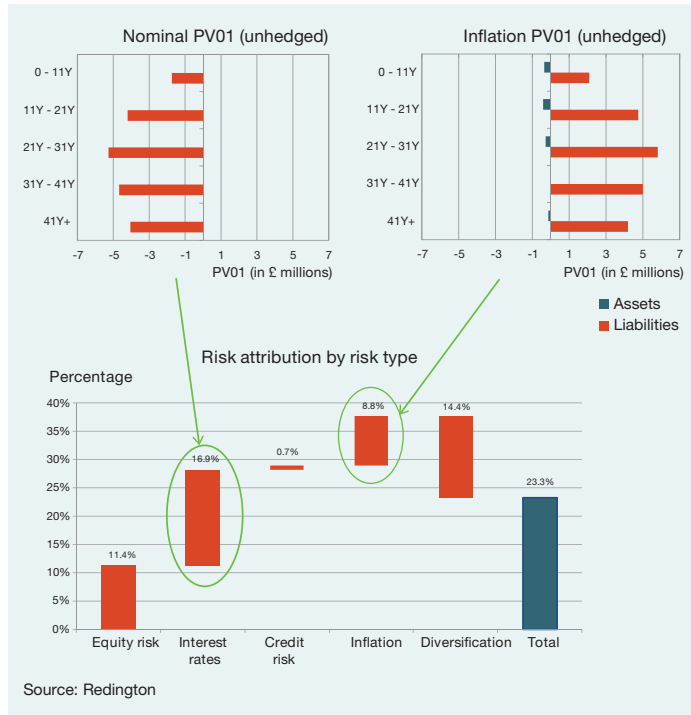 Nominal PV01 (unhedged)
0 - 11Y
11Y - 21Y
21Y - 31Y
31Y - 41Y
41Y+
-7 -5 -3 -1 1 3 5 7
PV01 (in £ millions)
Inflation PV01 (unhedged)
0 - 11Y
11Y - 21Y
21Y - 31Y
31Y - 41Y
41Y+
-7 -5 -3 -1 1 3 5 7
PV01 (in £ millions)
Assets
Liabilities
Risk attribution by risk type
Percentage
40%
35%
30%
25%
20%
15%
10%
5%
0%
11.4%
16.9%
0.7%
8.8%
14.4%
23.3%
Equity risk
Interest
rates
Credit
risk
Inflation
Diversification
Total
Source: Redington